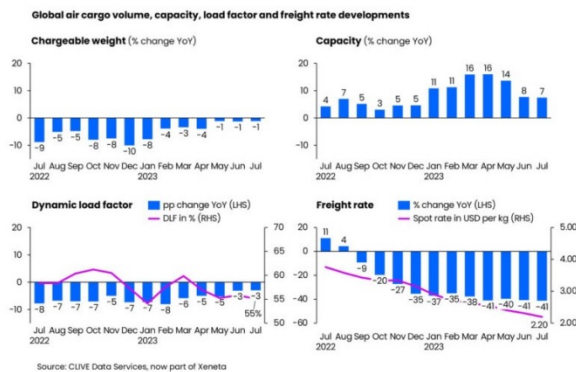 Global air cargo volume, capacity, load factor and freight rate developments
Chargeable weight (% change YoY)
20
10
0
-10
-9 -5 -5 -8 -8 -10 -8 -4 -3 -4 -1 -1 -1
Jul Aug Sep Oct Nov Dec Jan Feb Mar Apr May Jun Jul
2022 2023
Capacity (% change YoY)
20
10
0
-10
4 7 5 3 5 5 11 11 16 16 14 8 7
Jul Aug Sep Oct Nov Dec Jan Feb Mar Apr May Jun Jul
2022 2023
Dynamic load factor
pp change YoY (LHS)
DLF in % (RHS)
20
10
0
-10
70
65
60
55
50
-8 -7 -7 -7 -5 -7 -7 -8 -6 -5 -5 -3 -3
55%
Jul Aug Sep Oct Nov Dec Jan Feb Mar Apr May Jun Jul
2022 2023
Freight rate
% change YoY (LHS)
Spot rate in USD per kg (RHS)
20
0
-20
-40
-60
5.00
4.00
3.00
2.00
11 4 -9 -20 -27 -35 -37 -35 -38 -41 -40 -41 -41
2.20
Jul Aug Sep Oct Nov Dec Jan Feb Mar Apr May Jun Jul
2022 2023
Source: CLIVE Data Services, now part of Xeneta